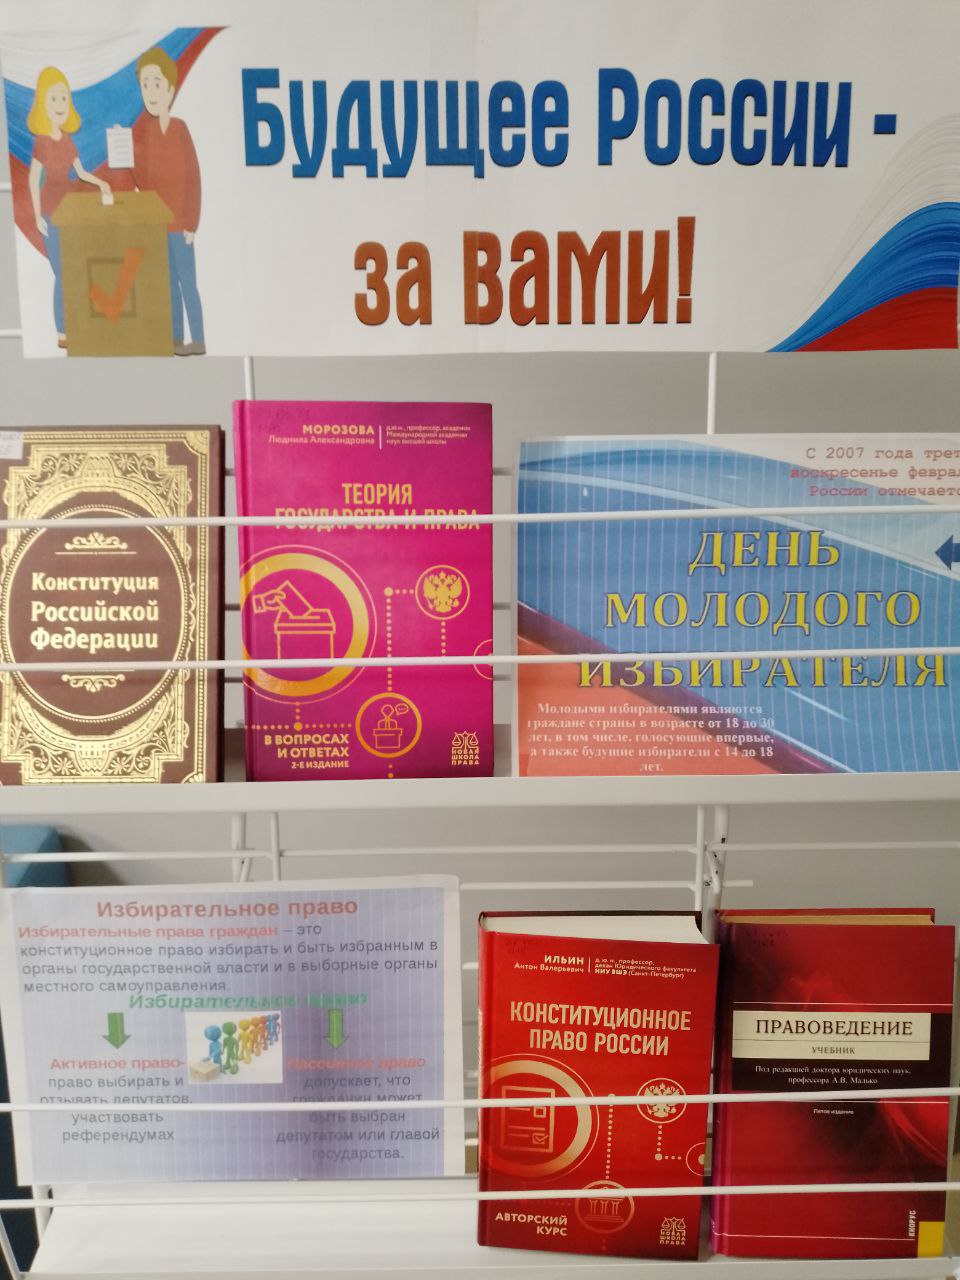 Будущее России -
за вами!
Конституция
Российской
Федерации
МОРОЗОВА
Людмила Александровна
д.ю.н., профессор, академик
Международной академии
наук высшей школы
ТЕОРИЯ
ГОСУДАРСТВА И ПРАВА
В ВОПРОСАХ
И ОТВЕТАХ
2-Е ИЗДАНИЕ
НОВАЯ
ШКОЛА
ПРАВА
С 2007 года трет
воскресенье феврал
России отмечаетс
ДЕНЬ
МОЛОДОГО
ИЗБИРАТЕЛЯ
Молодыми избирателями являются
граждане страны в возрасте от 18 до 30
лет, в том числе, голосующие впервые,
а также будущие избиратели с 14 до 18
лет.
Избирательное право
Избирательные права граждан – это
конституционное право избирать и быть избранным в
органы государственной власти и в выборные органы
местного самоуправления.
Избирательное право
Активное право-
право выбирать и
отзывать депутатов,
участвовать
референдумах
Пассивное право
допускает, что
гражданин может
быть выбран
депутатом или главой
государства.
ИЛЬИН
Антон Валерьевич
д. ю. н., профессор,
декан Юридического факультета
НИУ ВШЭ (Санкт-Петербург)
КОНСТИТУЦИОННОЕ
ПРАВО РОССИИ
АВТОРСКИЙ
КУРС
НОВАЯ
ШКОЛА
ПРАВА
ПРАВОВЕДЕНИЕ
УЧЕБНИК
Под редакцией доктора юридических наук,
профессора А.В. Малько
Пятое издание
КНОРУС